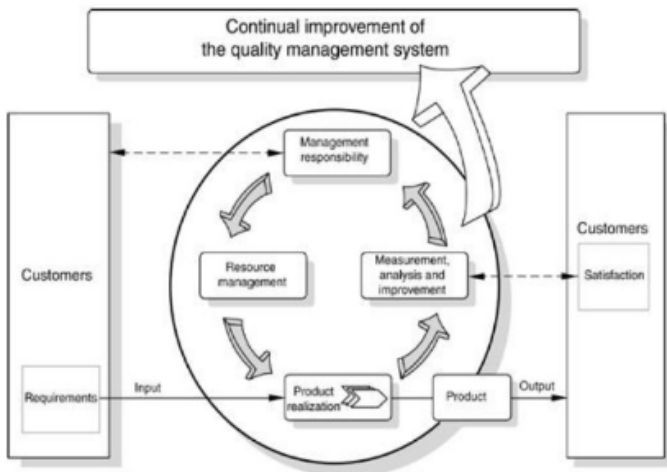 Continual improvement of
the quality management system
Management
responsibility
Customers
Resource
management
Measurement,
analysis and
improvement
Customers
Satisfaction
Requirements
Input
Product
realization
Product
Output